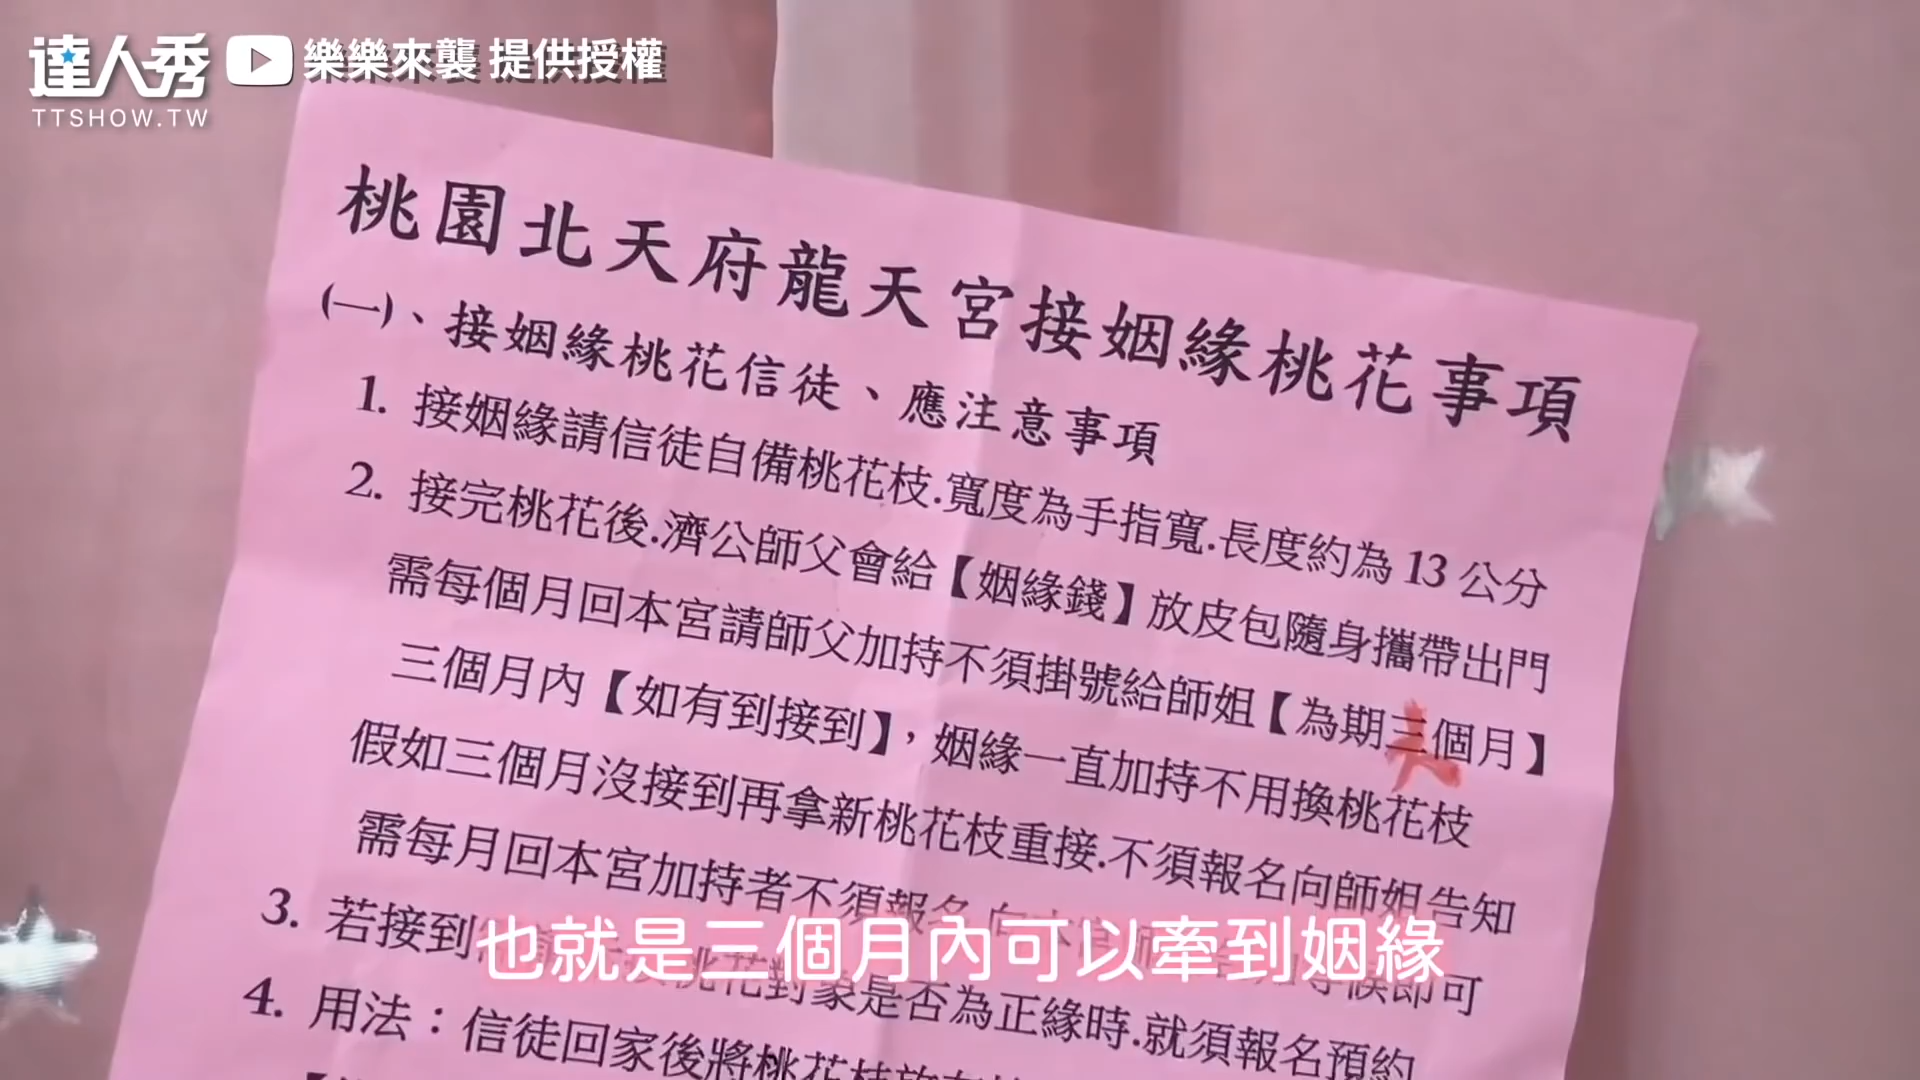 達人秀
TTSHOW.TW
樂樂來襲 提供授權
桃園北天府龍天宮接姻緣桃花事項
(一)、接姻緣桃花信徒、應注意事項
1. 接姻緣請信徒自備桃花枝.寬度為手指寬.長度約為13公分
2. 接完桃花後.濟公師父會給【姻緣錢】放皮包隨身攜帶出門
需每個月回本宮請師父加持不須掛號給師姐【為期三個月】
三個月內【如有到接到】，姻緣一直加持不用換桃花枝
假如三個月沒接到再拿新桃花枝重接.不須報名向師姐告知
需每月回本宮加持者不須報名
即可
3. 若接到
桃花對象是否為正緣時.就須報名預約
4. 用法：信徒回家後將桃花枝放
也就是三個月內可以牽到姻緣